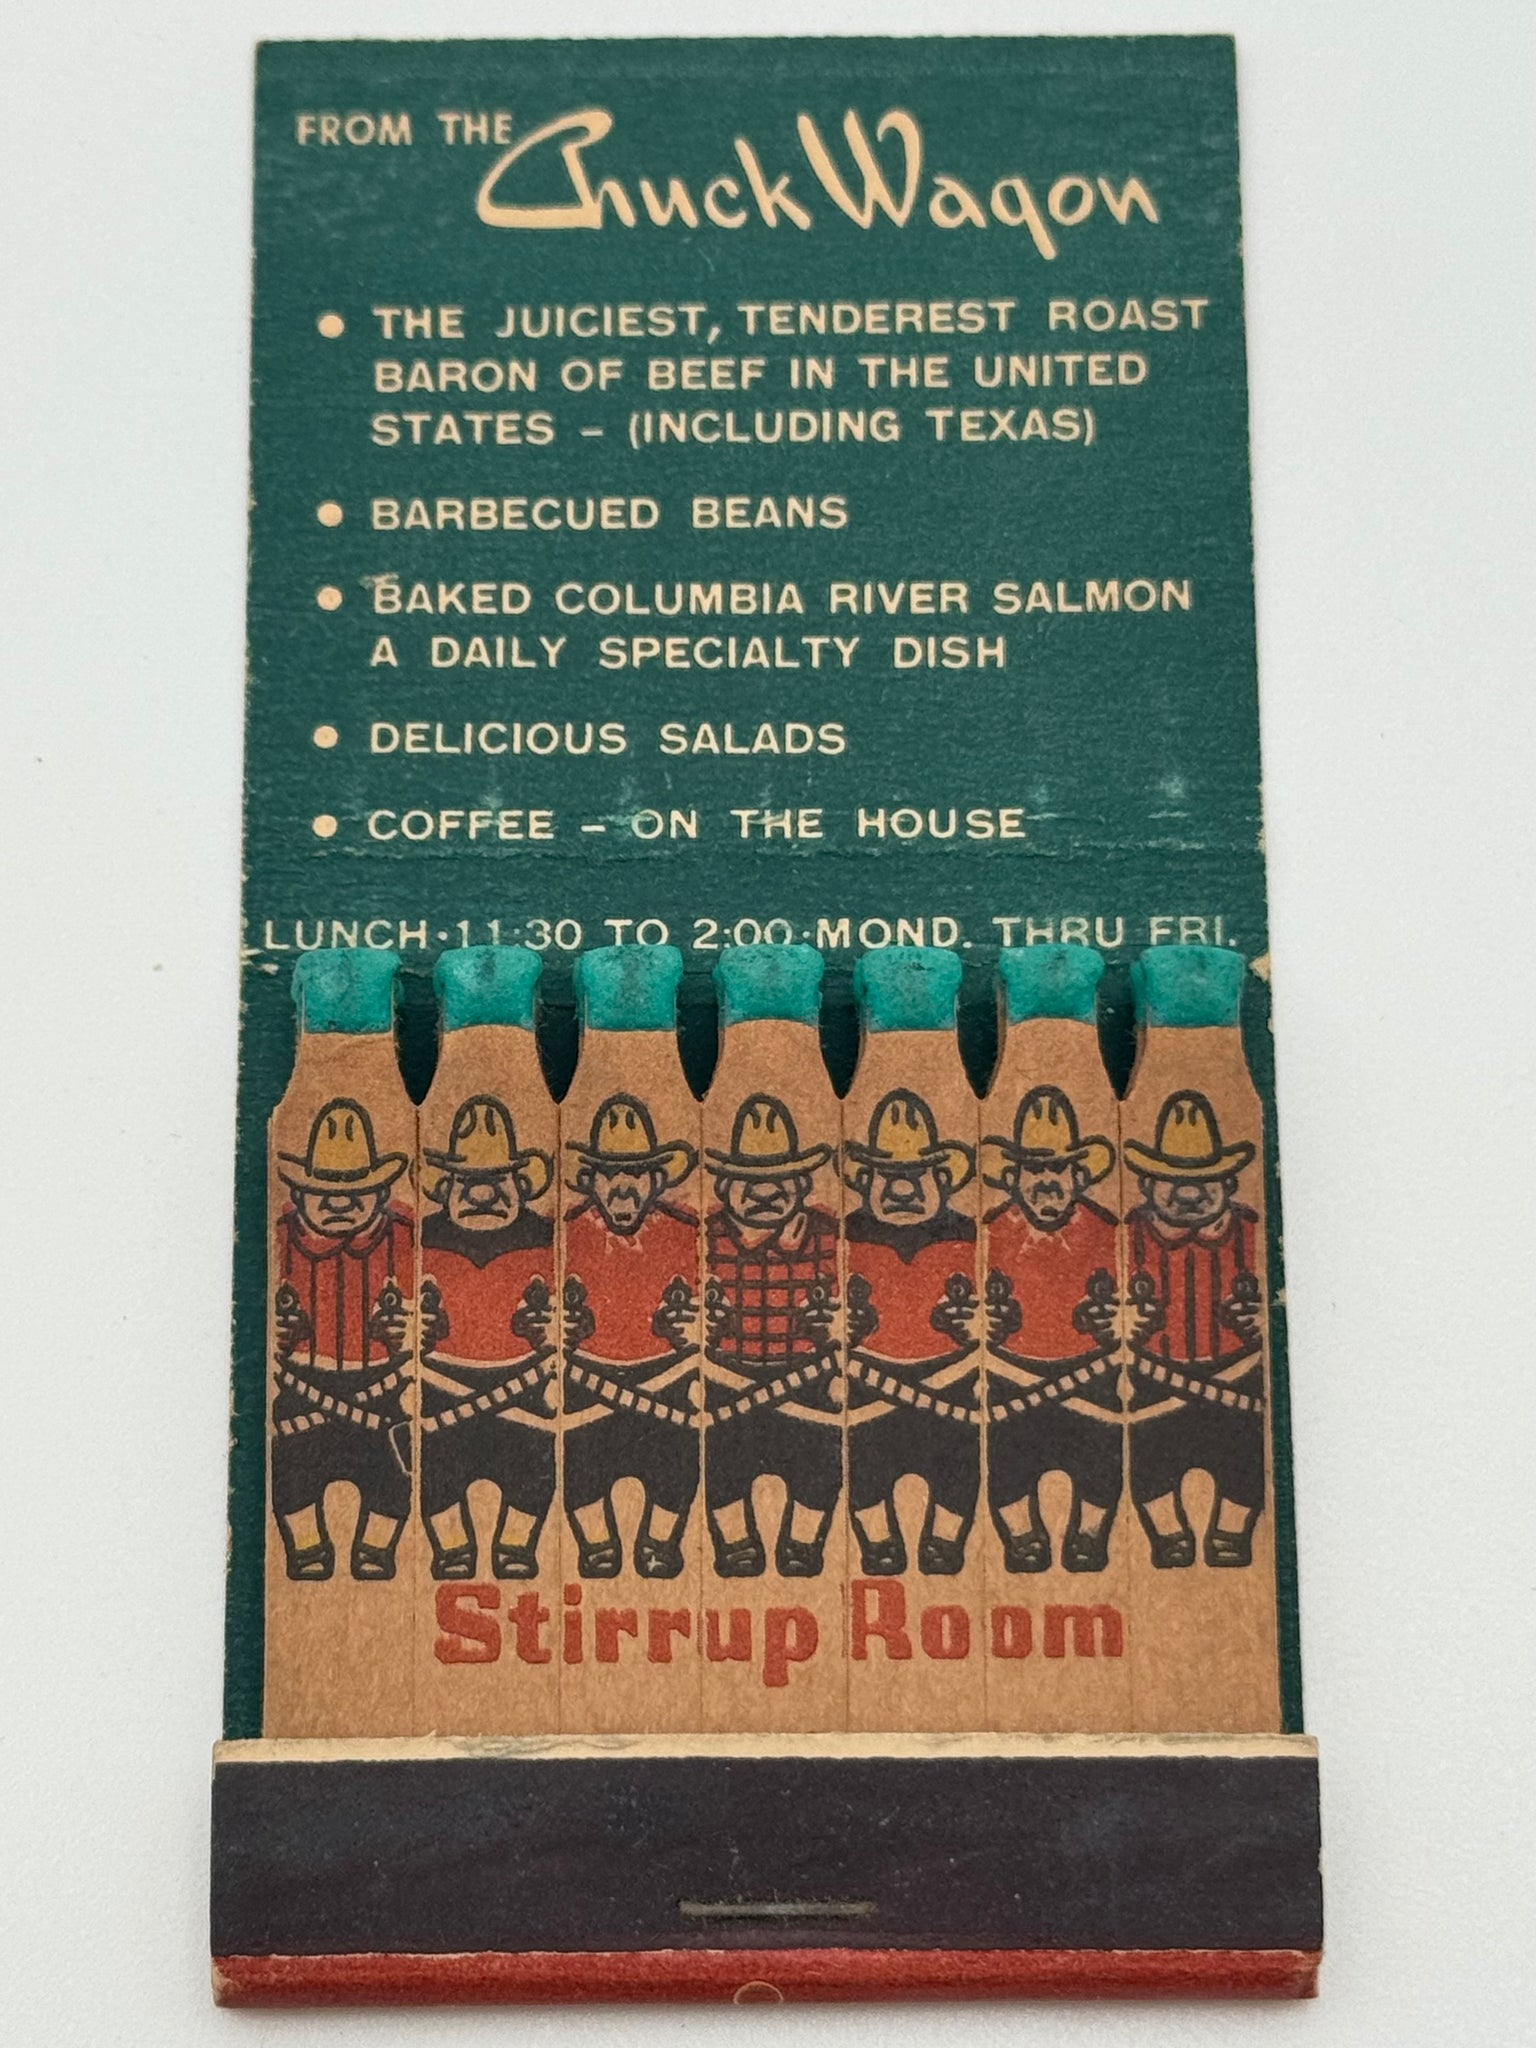 FROM THE Chuck Wagon
• THE JUICIEST, TENDEREST ROAST
BARON OF BEEF IN THE UNITED
STATES – (INCLUDING TEXAS)
• BARBECUED BEANS
• BAKED COLUMBIA RIVER SALMON
A DAILY SPECIALTY DISH
• DELICIOUS SALADS
• COFFEE – ON THE HOUSE
LUNCH·11:30 TO 2:00·MOND. THRU FRI.
Stirrup Room